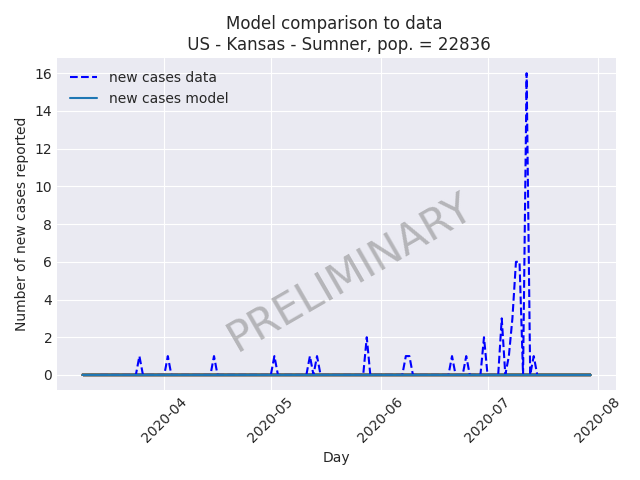 Model comparison to data
US - Kansas - Sumner, pop. = 22836
new cases data
new cases model
16
14
12
10
8
6
4
2
0
Number of new cases reported
PRELIMINARY
2020-04
2020-05
2020-06
2020-07
2020-08
Day